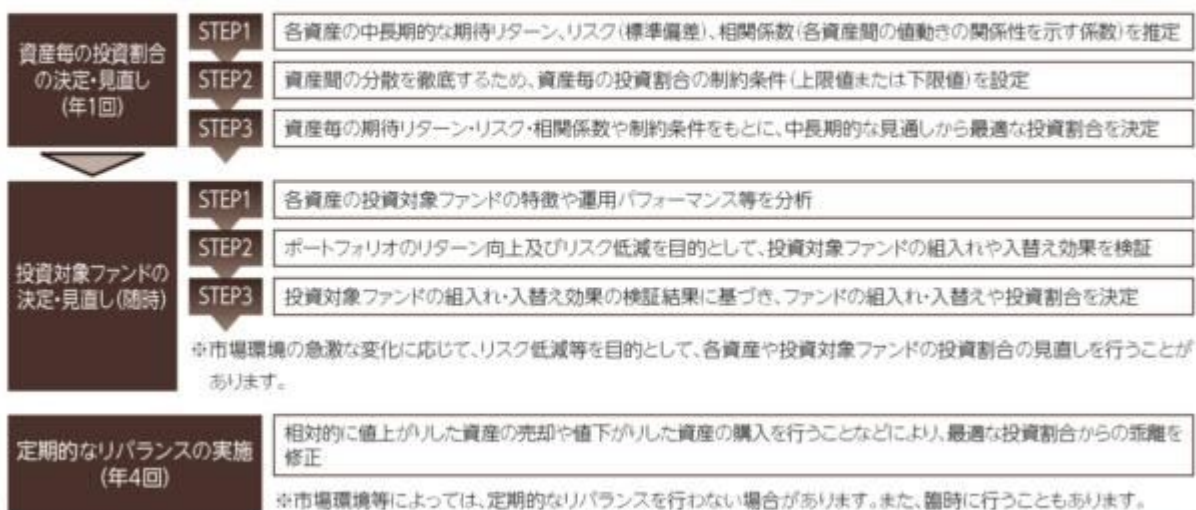 資産毎の投資割合
の決定・見直し
(年1回)
STEP1
各資産の中長期的な期待リターン、リスク(標準偏差)、相関係数(各資産間の値動きの関係性を示す係数)を推定
STEP2
資産間の分散を徹底するため、資産毎の投資割合の制約条件(上限値または下限値)を設定
STEP3
資産毎の期待リターン・リスク・相関係数や制約条件をもとに、中長期的な見通しから最適な投資割合を決定
投資対象ファンドの
決定・見直し(随時)
STEP1
各資産の投資対象ファンドの特徴や運用パフォーマンス等を分析
STEP2
ポートフォリオのリターン向上及びリスク低減を目的として、投資対象ファンドの組入れや入替え効果を検証
STEP3
投資対象ファンドの組入れ・入替え効果の検証結果に基づき、ファンドの組入れ・入替えや投資割合を決定
※市場環境の急激な変化に応じて、リスク低減等を目的として、各資産や投資対象ファンドの投資割合の見直しを行うことが
あります。
定期的なリバランスの実施
(年4回)
相対的に値上がりした資産の売却や値下がりした資産の購入を行うことなどにより、最適な投資割合からの乖離を
修正
※市場環境等によっては、定期的なリバランスを行わない場合があります。また、臨時に行うこともあります。